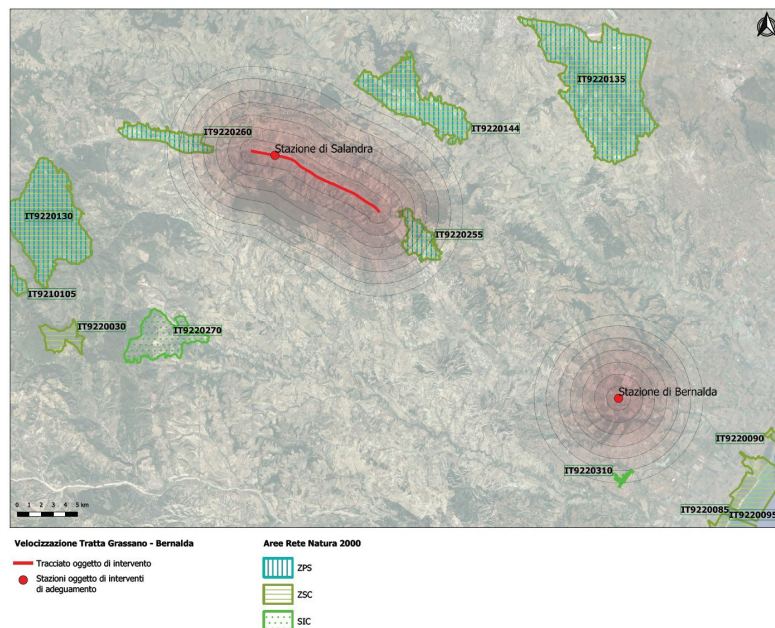 IT9220135
IT9220144
IT9220260
Stazione di Salandra
IT9220130
IT9220255
IT9210105
IT9220030
IT9220270
Stazione di Bernalda
IT9220090
IT9220310
IT9220085
IT9220095
0 1 2 3 4 5 km
Velocizzazione Tratta Grassano - Bernalda
Tracciato oggetto di intervento
Stazioni oggetto di interventi
di adeguamento
Aree Rete Natura 2000
ZPS
ZSC
SIC